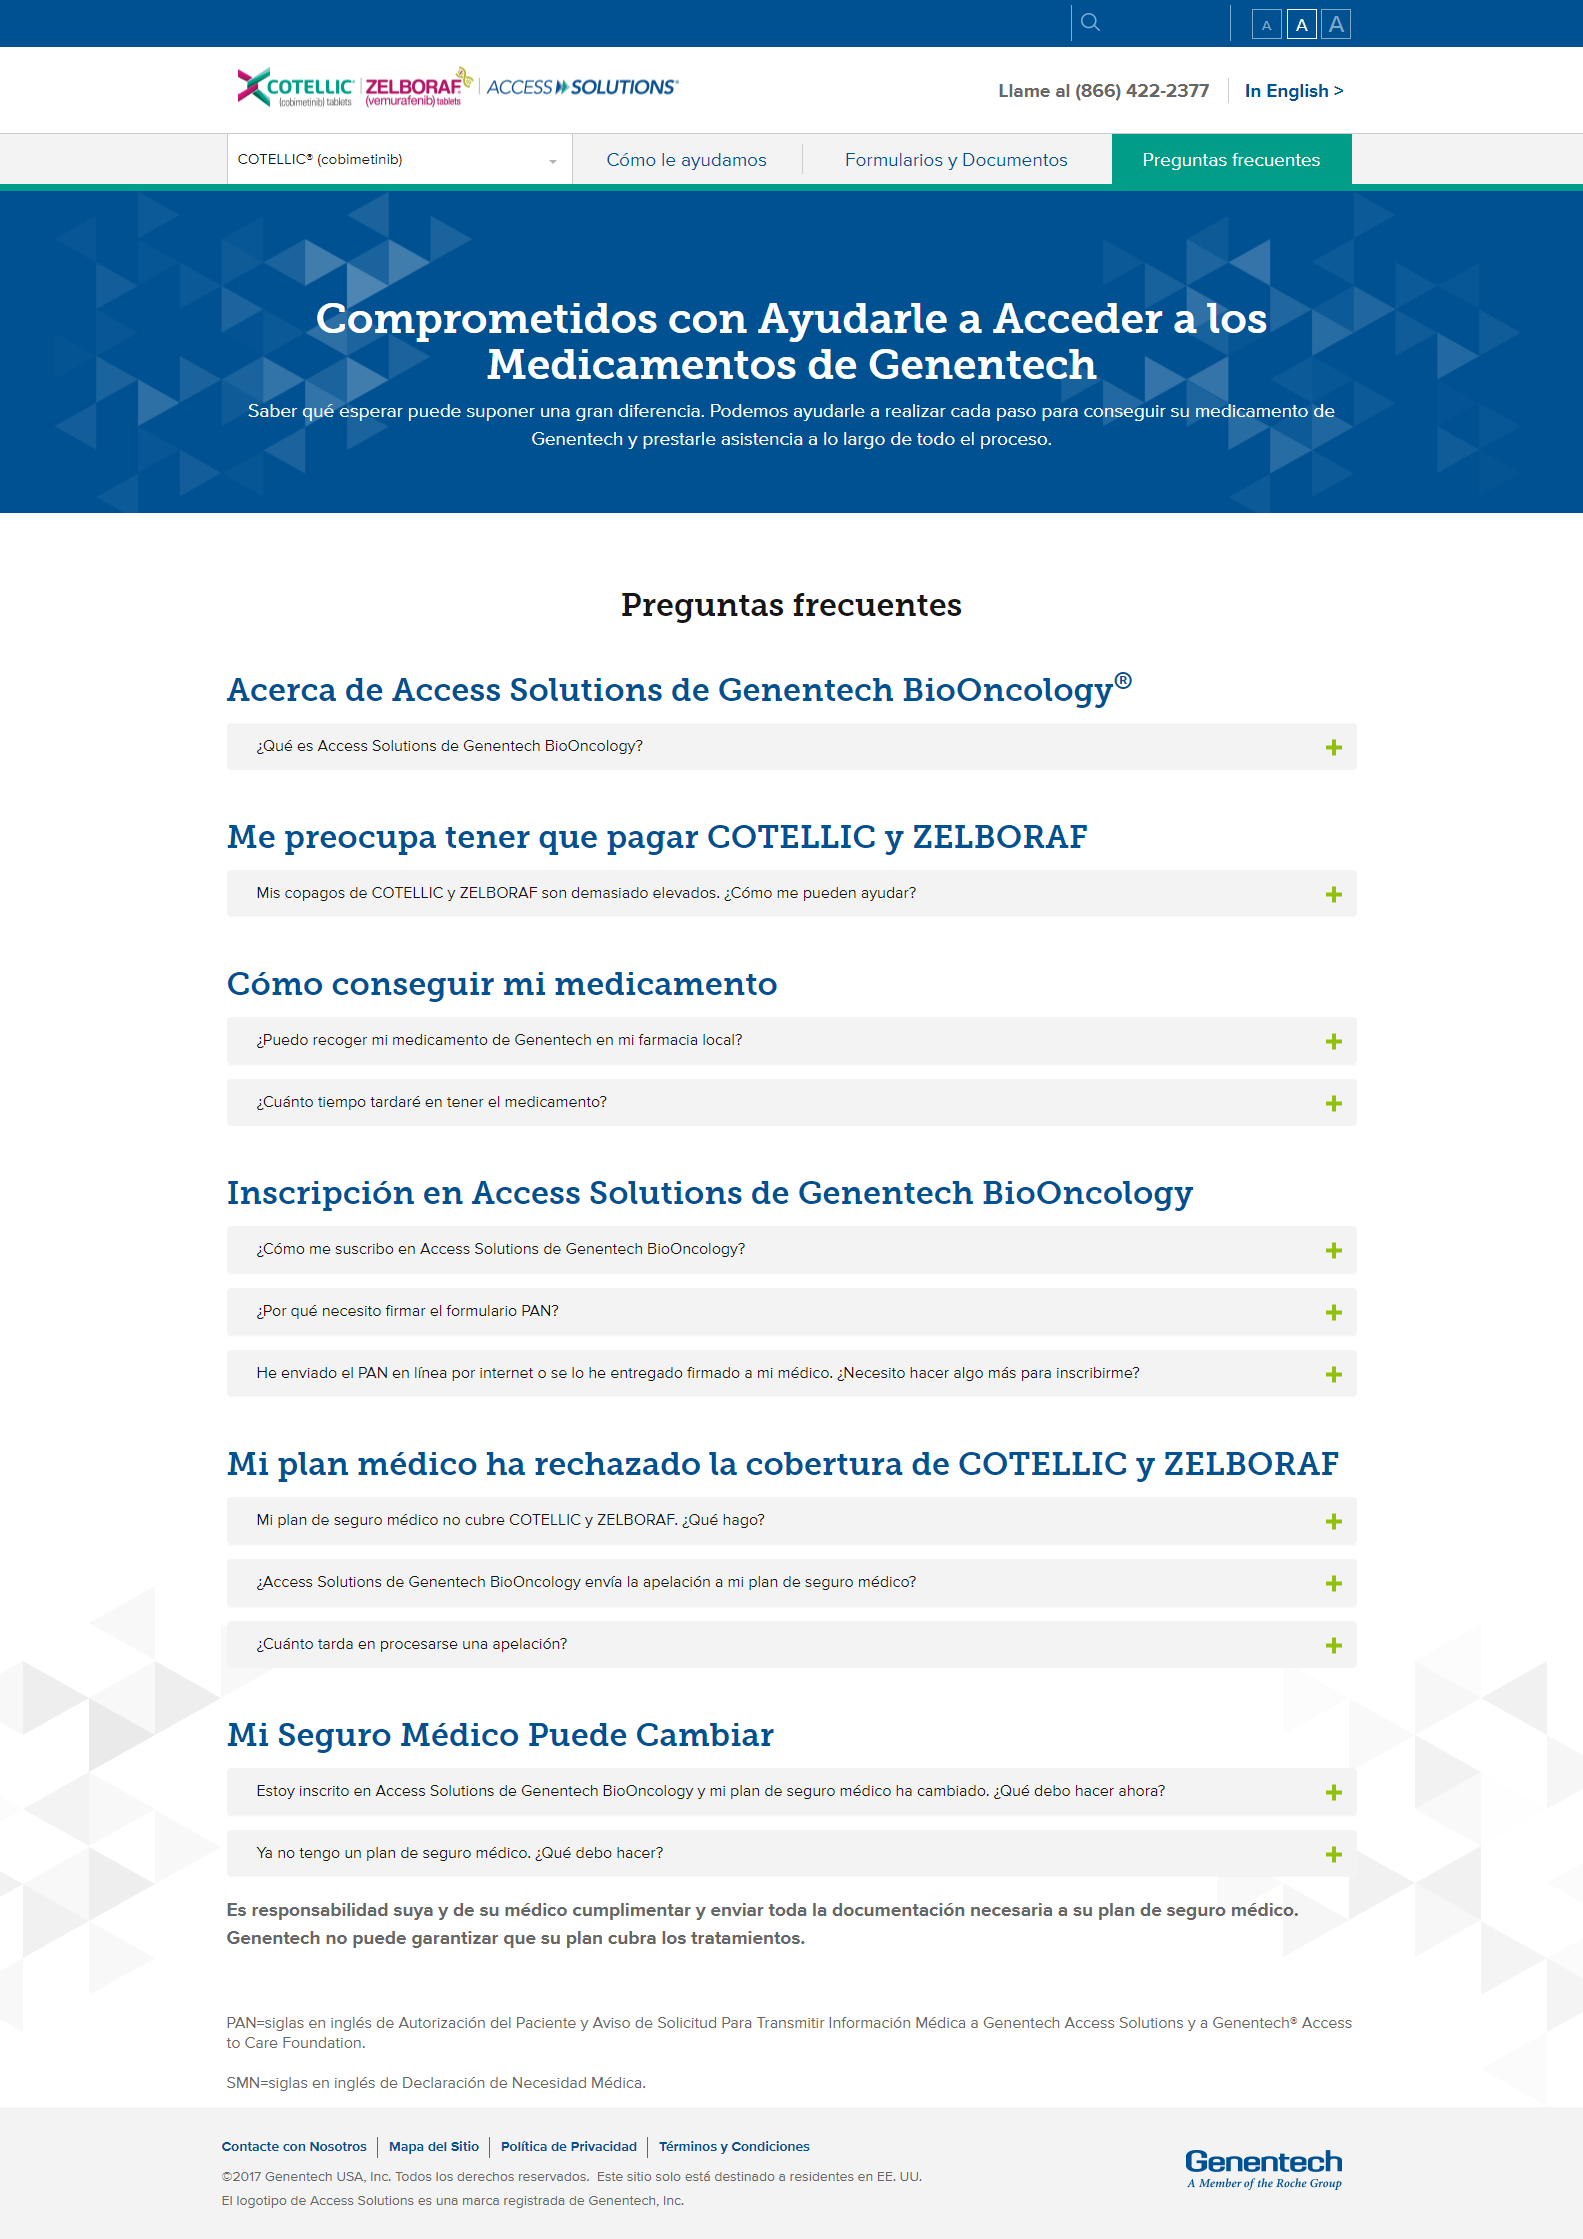 A A A
COTELLIC® (cobimetinib) tablets | ZELBORAF® (vemurafenib) tablets | ACCESS SOLUTIONS®
Llame al (866) 422-2377
In English >
COTELLIC® (cobimetinib)
Cómo le ayudamos
Formularios y Documentos
Preguntas frecuentes
Comprometidos con Ayudarle a Acceder a los
Medicamentos de Genentech
Saber qué esperar puede suponer una gran diferencia. Podemos ayudarle a realizar cada paso para conseguir su medicamento de
Genentech y prestarle asistencia a lo largo de todo el proceso.
Preguntas frecuentes
Acerca de Access Solutions de Genentech BioOncology®
¿Qué es Access Solutions de Genentech BioOncology?
Me preocupa tener que pagar COTELLIC y ZELBORAF
Mis copagos de COTELLIC y ZELBORAF son demasiado elevados. ¿Cómo me pueden ayudar?
Cómo conseguir mi medicamento
¿Puedo recoger mi medicamento de Genentech en mi farmacia local?
¿Cuánto tiempo tardaré en tener el medicamento?
Inscripción en Access Solutions de Genentech BioOncology
¿Cómo me suscribo en Access Solutions de Genentech BioOncology?
¿Por qué necesito firmar el formulario PAN?
He enviado el PAN en línea por internet o se lo he entregado firmado a mi médico. ¿Necesito hacer algo más para inscribirme?
Mi plan médico ha rechazado la cobertura de COTELLIC y ZELBORAF
Mi plan de seguro médico no cubre COTELLIC y ZELBORAF. ¿Qué hago?
¿Access Solutions de Genentech BioOncology envía la apelación a mi plan de seguro médico?
¿Cuánto tarda en procesarse una apelación?
Mi Seguro Médico Puede Cambiar
Estoy inscrito en Access Solutions de Genentech BioOncology y mi plan de seguro médico ha cambiado. ¿Qué debo hacer ahora?
Ya no tengo un plan de seguro médico. ¿Qué debo hacer?
Es responsabilidad suya y de su médico cumplimentar y enviar toda la documentación necesaria a su plan de seguro médico.
Genentech no puede garantizar que su plan cubra los tratamientos.
PAN=siglas en inglés de Autorización del Paciente y Aviso de Solicitud Para Transmitir Información Médica a Genentech Access Solutions y a Genentech® Access
to Care Foundation.
SMN=siglas en inglés de Declaración de Necesidad Médica.
Contacte con Nosotros | Mapa del Sitio | Política de Privacidad | Términos y Condiciones
©2017 Genentech USA, Inc. Todos los derechos reservados. Este sitio solo está destinado a residentes en EE. UU.
El logotipo de Access Solutions es una marca registrada de Genentech, Inc.
Genentech
A Member of the Roche Group